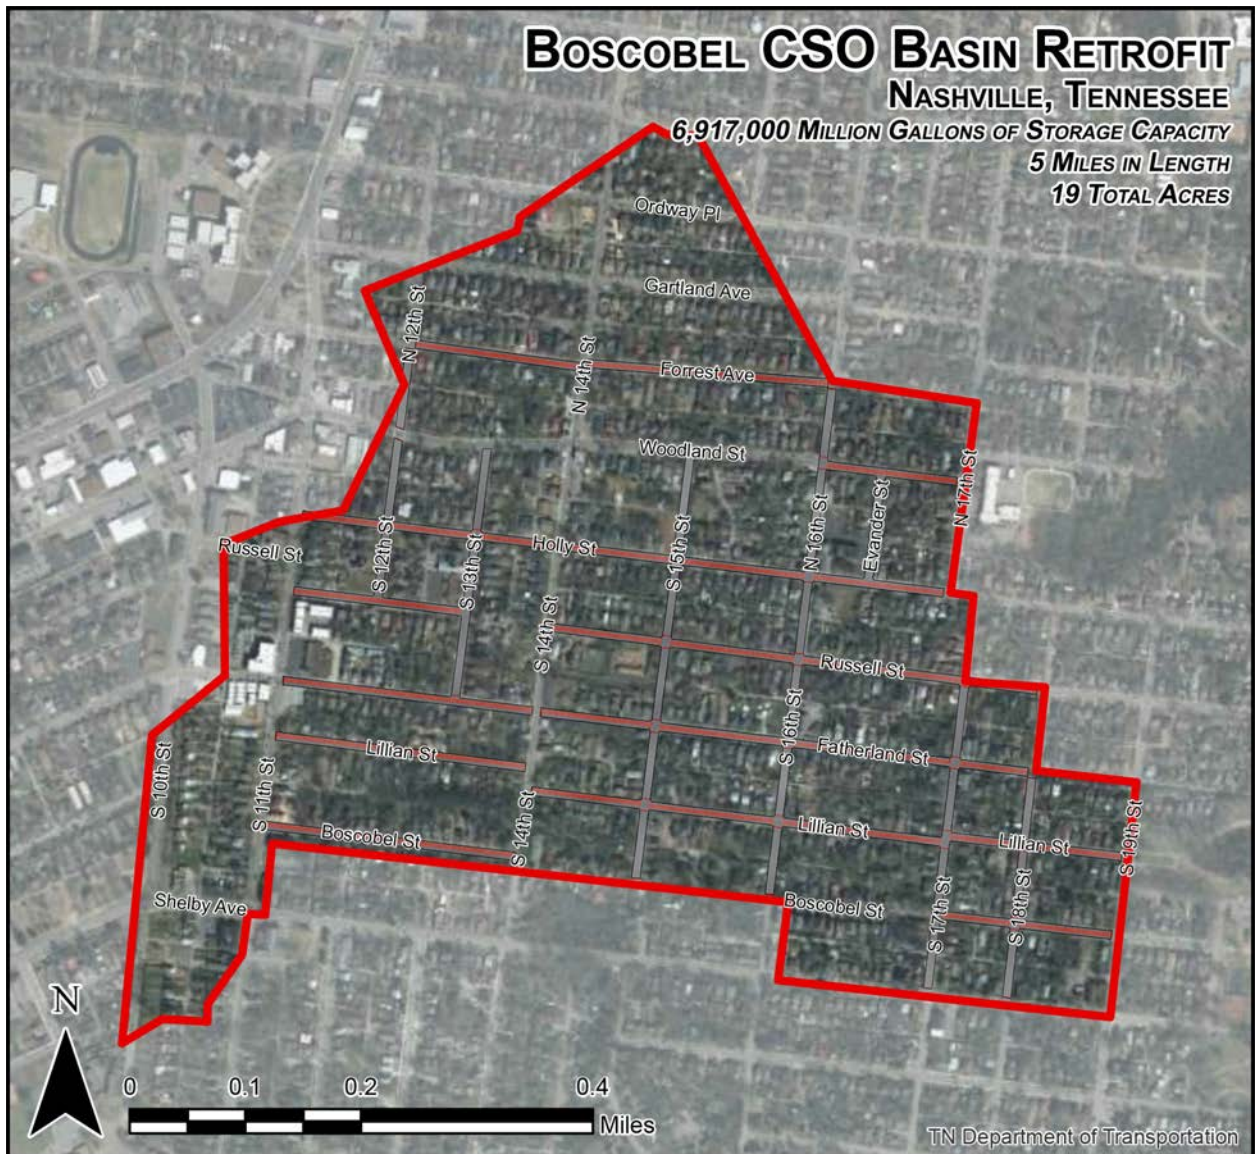 BOSCOBEL CSO BASIN RETROFIT
NASHVILLE, TENNESSEE
6,917,000 MILLION GALLONS OF STORAGE CAPACITY
5 MILES IN LENGTH
19 TOTAL ACRES
Ordway Pl
Gartland Ave
N 12th St
N 14th St
Forrest Ave
Woodland St
N 17th St
N 16th St
Evander St
Russell St
S 12th St
S 13th St
Holly St
S 15th St
S 14th St
Russell St
S 16th St
Fatherland St
S 10th St
S 11th St
Lillian St
S 14th St
Boscobel St
Lillian St
Lillian St
S 19th St
Shelby Ave
Boscobel St
S 17th St
S 18th St
N
0 0.1 0.2 0.4
Miles
TN Department of Transportation